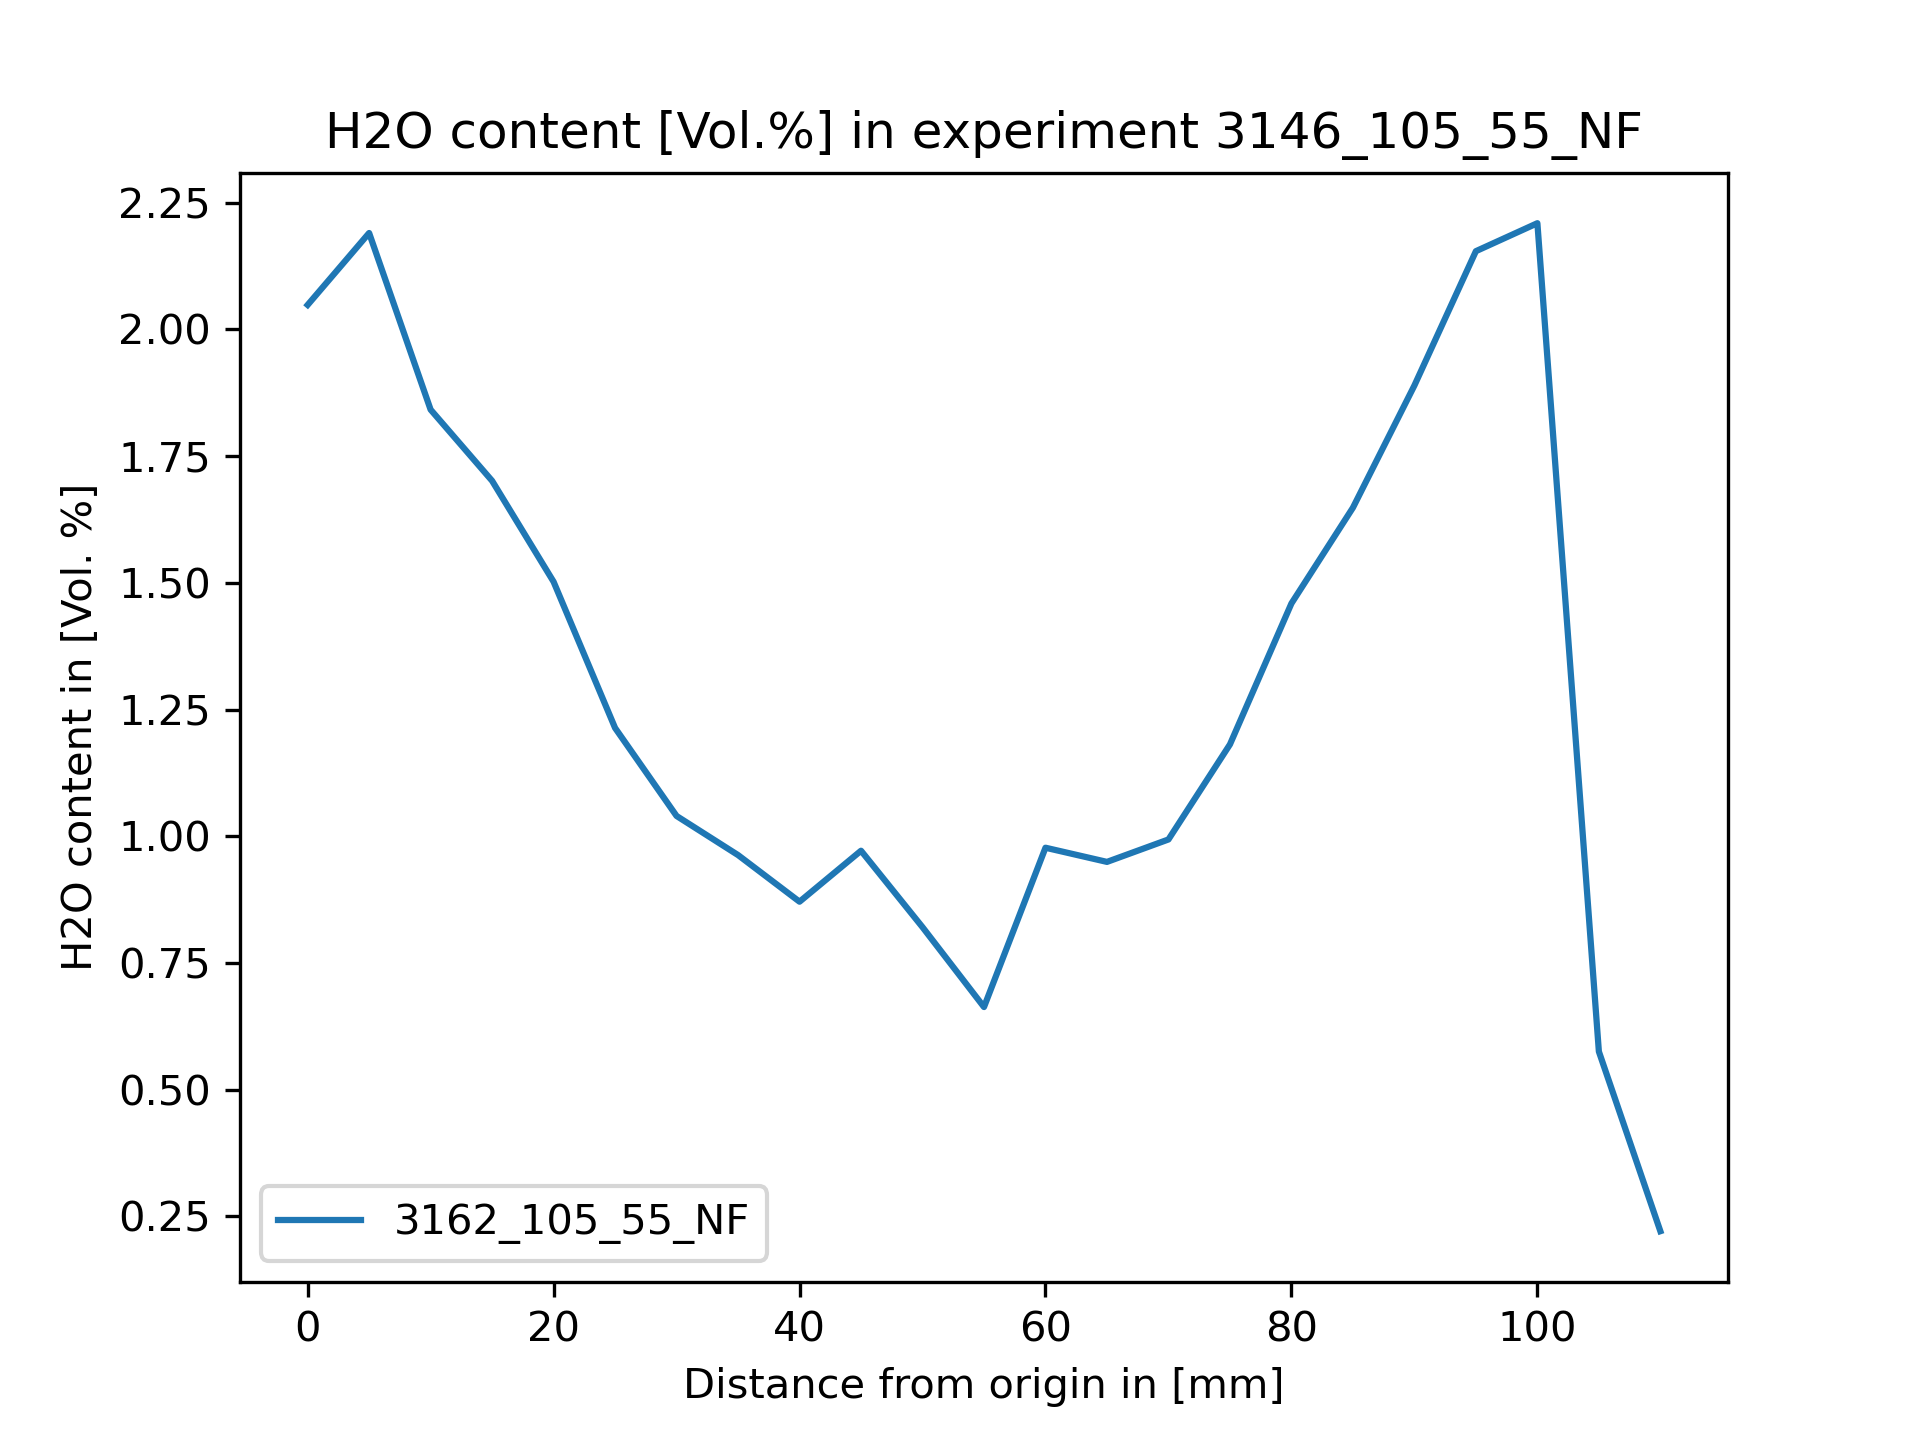 H2O content [Vol.%] in experiment 3146_105_55_NF
H2O content in [Vol. %]
2.25
2.00
1.75
1.50
1.25
1.00
0.75
0.50
0.25
3162_105_55_NF
0 20 40 60 80 100
Distance from origin in [mm]